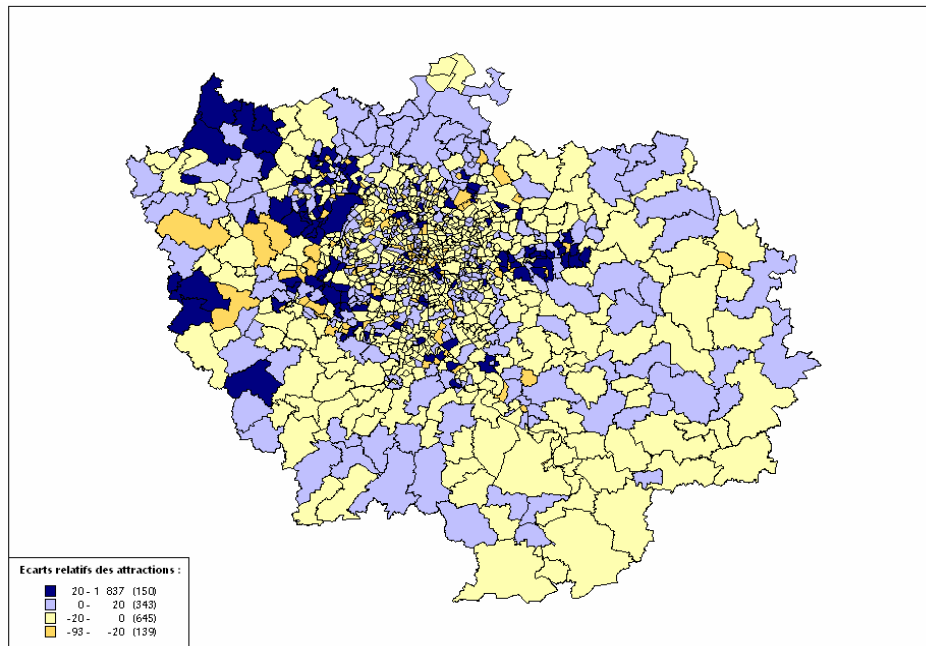 Ecarts relatifs des attractions :
20 - 1 837 (150)
0 - 20 (343)
-20 - 0 (645)
-93 - -20 (139)